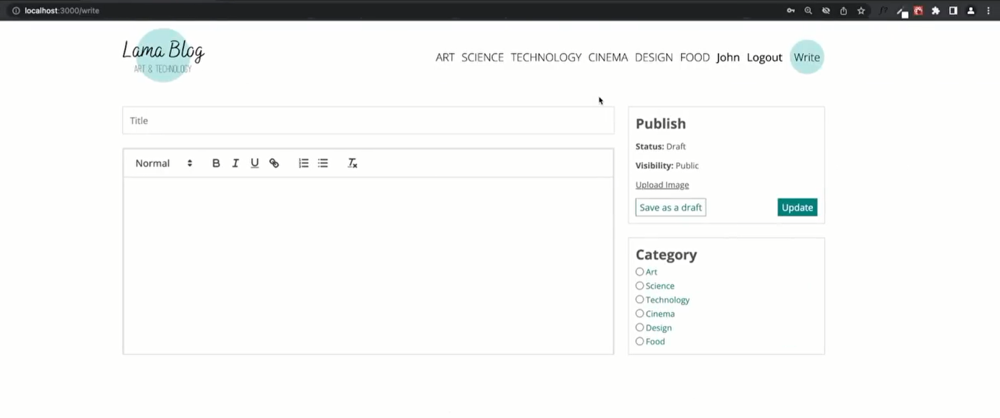 localhost:3000/write
Lama Blog
ART & TECHNOLOGY
ART SCIENCE TECHNOLOGY CINEMA DESIGN FOOD John Logout Write
Title
Normal
Publish
Status: Draft
Visibility: Public
Upload Image
Save as a draft Update
Category
Art
Science
Technology
Cinema
Design
Food